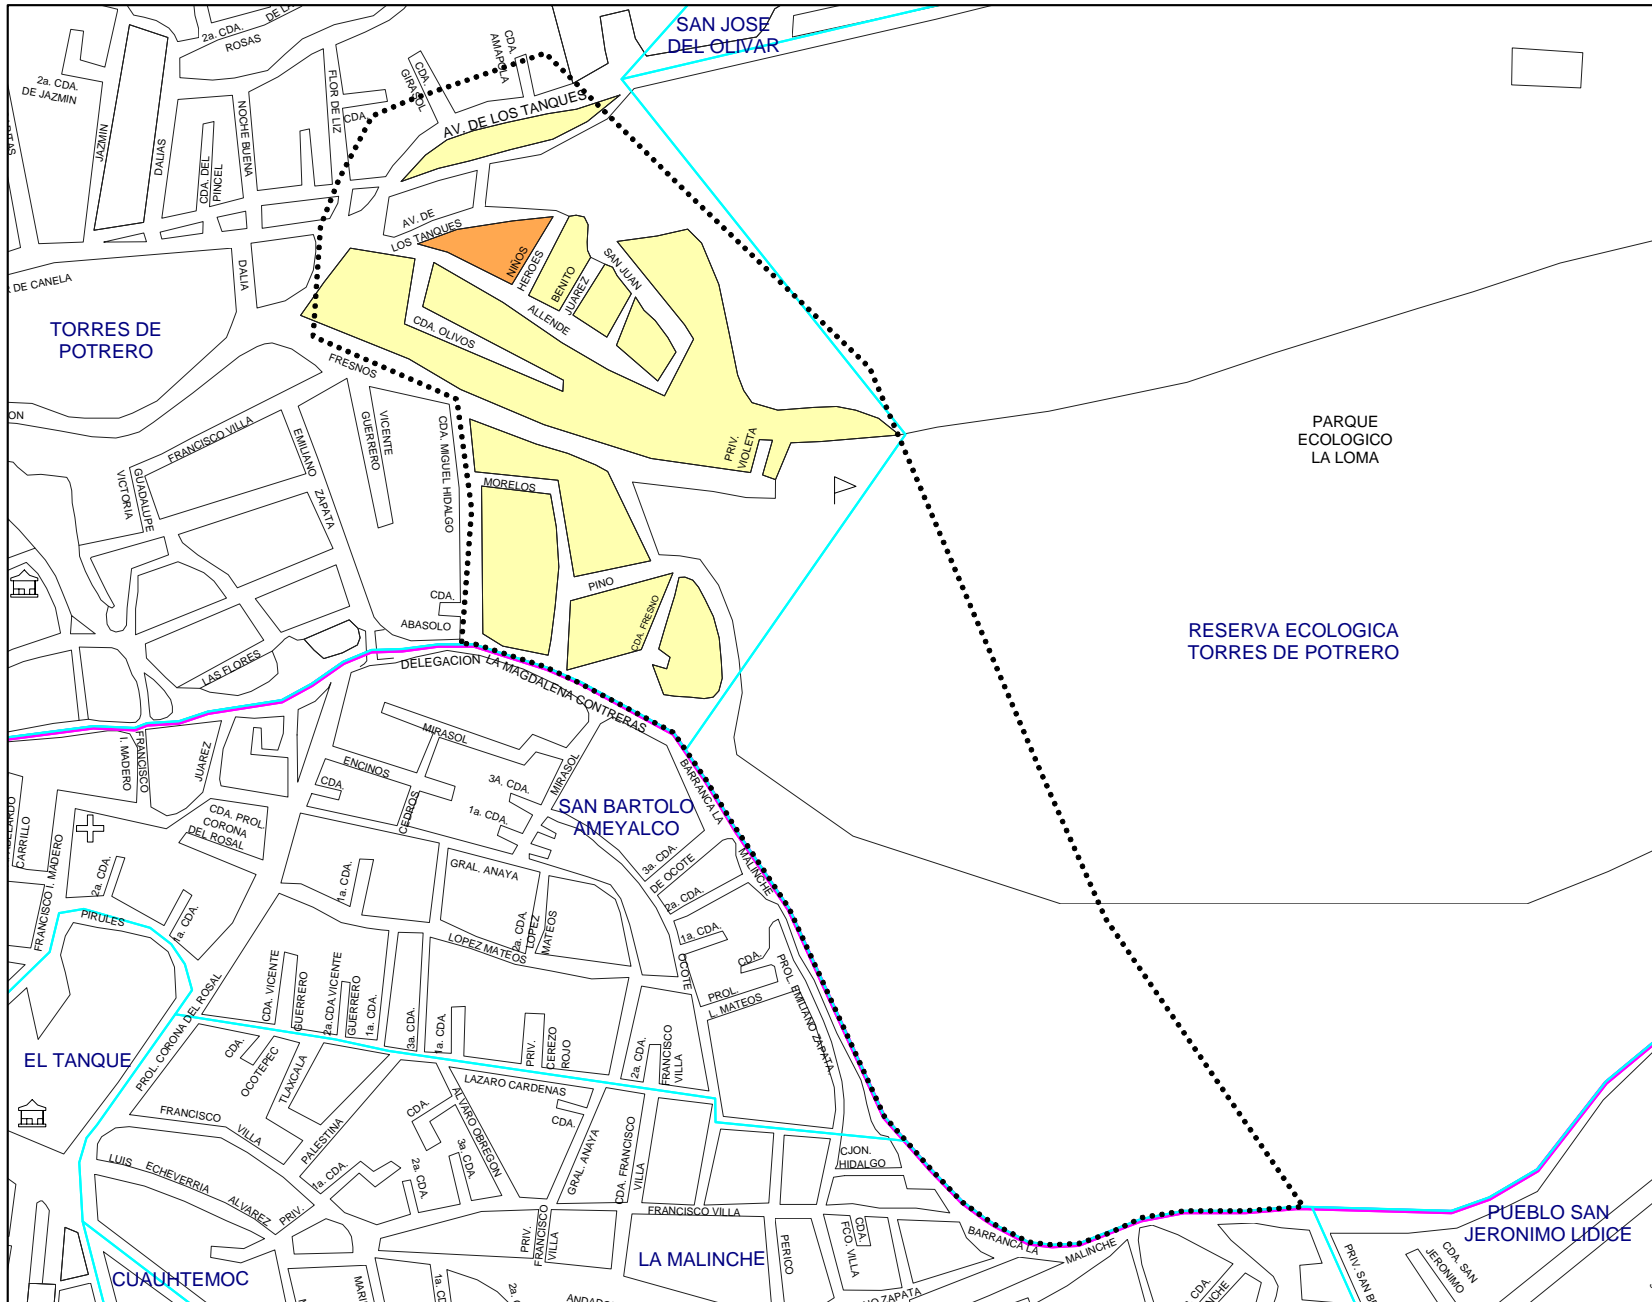 SAN JOSE
DEL OLIVAR
2a. CDA.
DE LA
ROSAS
CDA.
AMAPOLA
CDA.
GIRASOL
FLOR DE LIZ
CDA.
2a. CDA.
DE JAZMIN
JAZMIN
DALIAS
NOCHE BUENA
CDA. DEL
PINCEL
AV. DE LOS TANQUES
AV. DE
LOS TANQUES
NIÑOS
HEROES
BENITO
JUAREZ
SAN JUAN
ALLENDE
CDA. OLIVOS
DALIA
DE CANELA
TORRES DE
POTRERO
FRESNOS
ON
FRANCISCO VILLA
EMILIANO
ZAPATA
VICENTE
GUERRERO
CDA. MIGUEL HIDALGO
GUADALUPE
VICTORIA
MORELOS
PRIV.
VIOLETA
PARQUE
ECOLOGICO
LA LOMA
PINO
CDA. FRESNO
CDA.
ABASOLO
LAS FLORES
RESERVA ECOLOGICA
TORRES DE POTRERO
DELEGACION LA MAGDALENA CONTRERAS
FRANCISCO
I. MADERO
JUAREZ
MIRASOL
ENCINOS
CDA.
CEDROS
3A. CDA.
MIRASOL
1a. CDA.
SAN BARTOLO
AMEYALCO
BARRANCA LA
MALINCHE
CARRILLO
FRANCISCO I. MADERO
CDA. PROL.
CORONA
DEL ROSAL
2a. CDA.
1a. CDA.
PIRULES
1a. CDA.
GRAL. ANAYA
3a. CDA.
DE OCOTE
2a. CDA.
1a. CDA.
CDA.
OCOTE
LOPEZ MATEOS
2a. CDA.
LOPEZ
MATEOS
PROL.
L. MATEOS
PROL. EMILIANO ZAPATA
CDA. VICENTE
GUERRERO
2a.CDA.VICENTE
GUERRERO
1a. CDA.
3a. CDA.
1a. CDA.
PRIV.
CEREZO
ROJO
2a. CDA.
FRANCISCO
VILLA
EL TANQUE
PROL. CORONA DEL ROSAL
CDA.
OCOTEPEC
TLAXCALA
PALESTINA
FRANCISCO
VILLA
LAZARO CARDENAS
CDA.
ALVARO OBREGON
CDA.
3a. CDA.
2a. CDA.
1a. CDA.
GRAL. ANAYA
CDA. FRANCISCO
VILLA
CJON.
HIDALGO
LUIS
ECHEVERRIA
ALVAREZ
PRIV.
PRIV.
FRANCISCO
VILLA
FRANCISCO VILLA
PERICO
CDA.
FCO. VILLA
BARRANCA LA
MALINCHE
PUEBLO SAN
JERONIMO LIDICE
CDA. SAN
JERONIMO
LA MALINCHE
CUAUHTEMOC
ZAPATA
CDA.